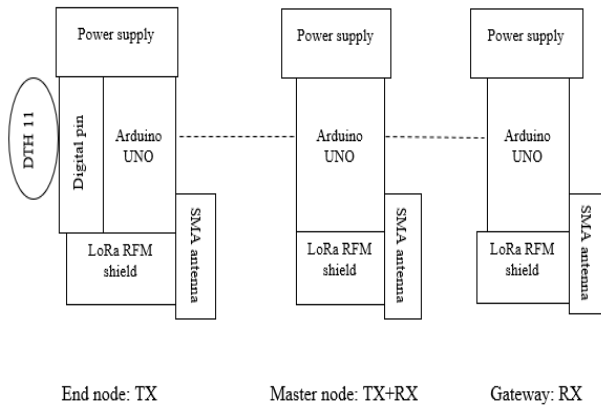 Power supply
DTH 11
Digital pin
Arduino
UNO
SMA antenna
LoRa RFM
shield
End node: TX
Power supply
Arduino
UNO
SMA antenna
LoRa RFM
shield
Master node: TX+RX
Power supply
Arduino
UNO
SMA antenna
LoRa RFM
shield
Gateway: RX